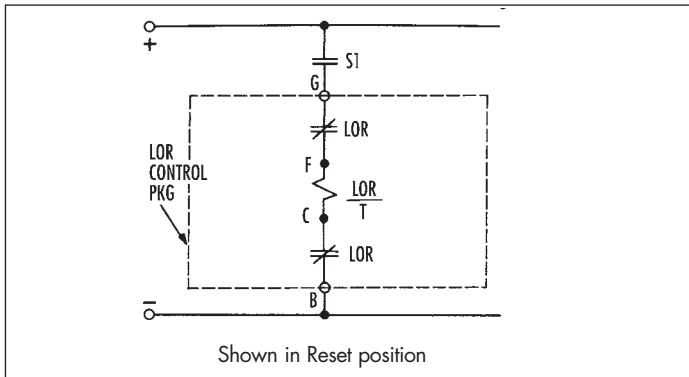 +
S1
G
LOR
LOR
CONTROL
PKG
F
LOR
T
C
LOR
B
−
Shown in Reset position